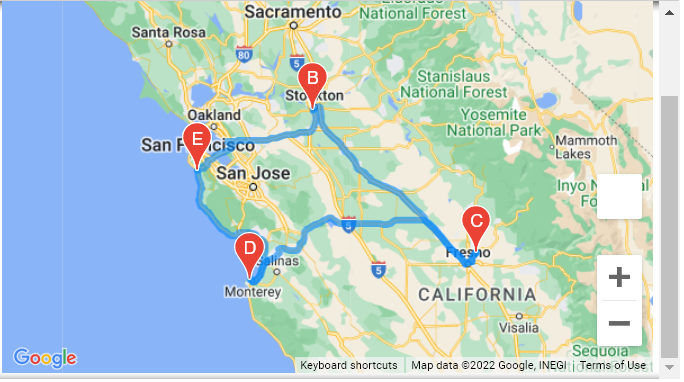 Eldorado
National Forest
Sacramento
Santa Rosa
80
5
Stanislaus
National Forest
B
Stockton
Yosemite
National Park
Oakland
E
San Francisco
Mammoth
Lakes
San Jose
Inyo National
Forest
5
C
Fresno
D
Salinas
5
Monterey
CALIFORNIA
Visalia
+
−
Sequoia
National Forest
Google
Keyboard shortcuts
Map data ©2022 Google, INEGI
Terms of Use